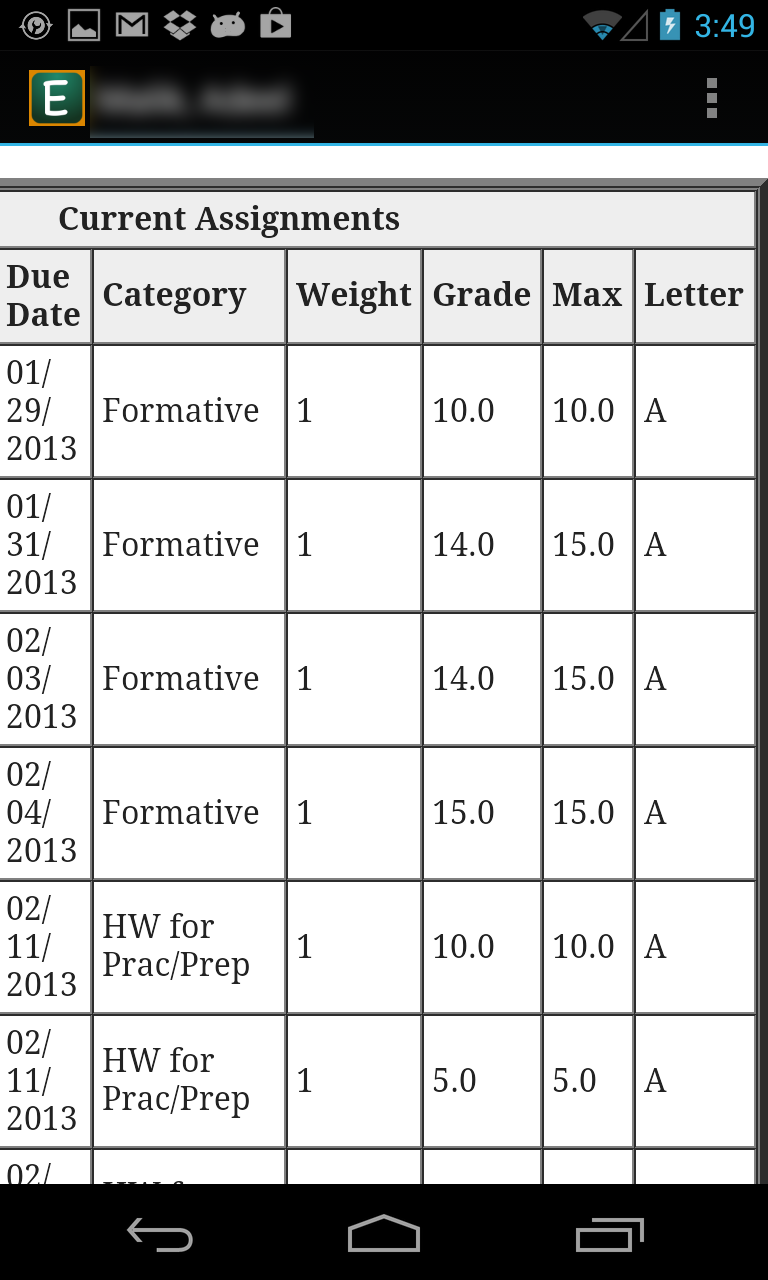 3:49
E
Current Assignments
Due Date Category Weight Grade Max Letter
01/29/2013 Formative 1 10.0 10.0 A
01/31/2013 Formative 1 14.0 15.0 A
02/03/2013 Formative 1 14.0 15.0 A
02/04/2013 Formative 1 15.0 15.0 A
02/11/2013 HW for Prac/Prep 1 10.0 10.0 A
02/11/2013 HW for Prac/Prep 1 5.0 5.0 A
02/